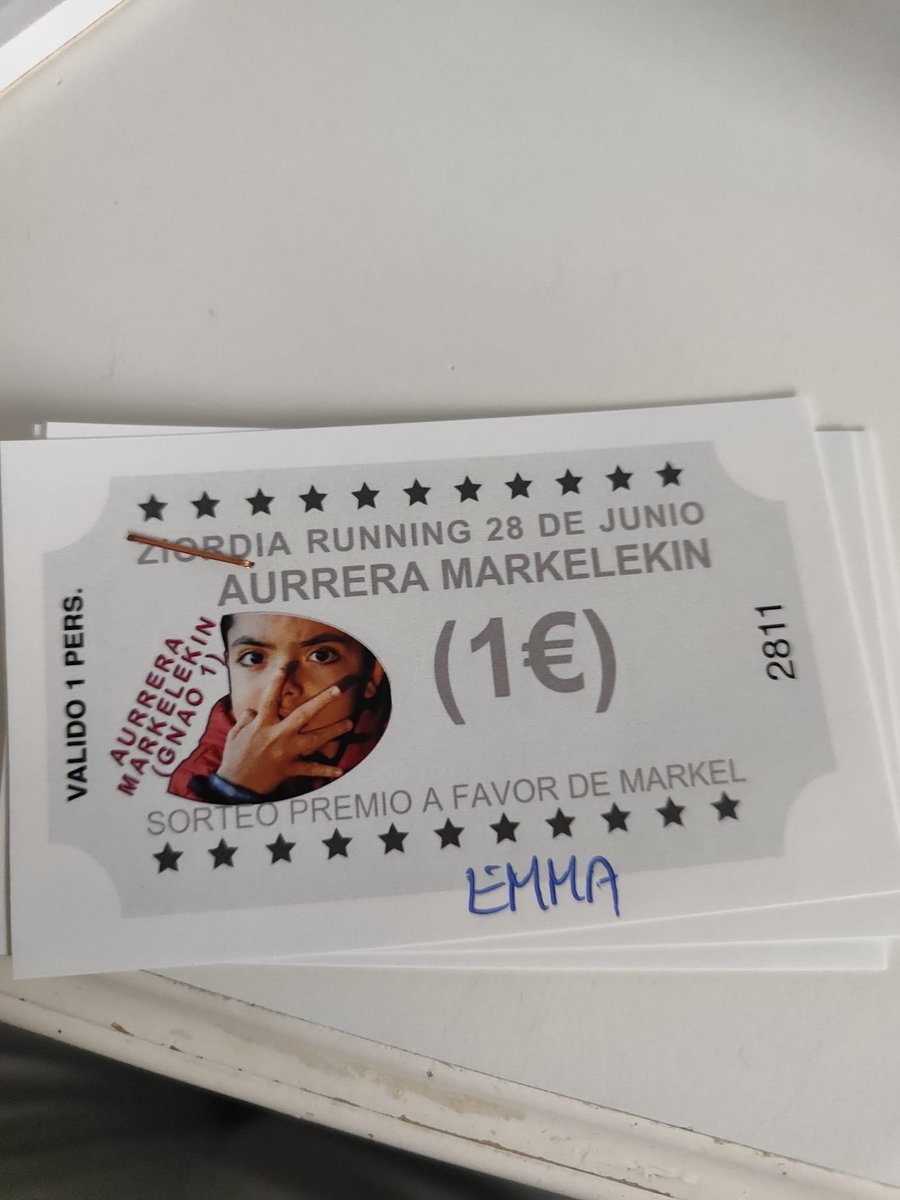 ZIORDIA RUNNING 28 DE JUNIO
AURRERA MARKELEKIN
VALIDO 1 PERS.
AURRERA
MARKELEKIN
(GNAO 1)
(1€)
2811
SORTEO PREMIO A FAVOR DE MARKEL
EMMA